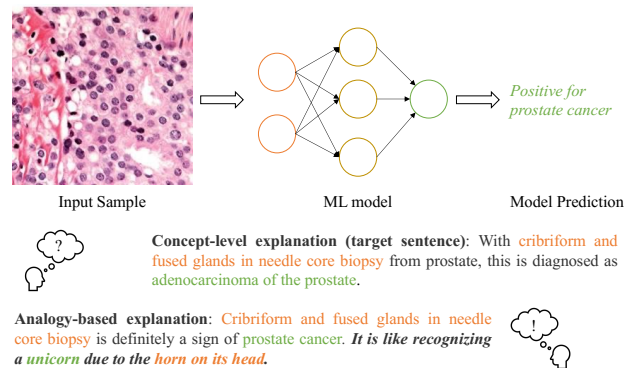 Positive for
prostate cancer
Input Sample
ML model
Model Prediction
?
Concept-level explanation (target sentence): With cribriform and
fused glands in needle core biopsy from prostate, this is diagnosed as
adenocarcinoma of the prostate.
Analogy-based explanation: Cribriform and fused glands in needle
core biopsy is definitely a sign of prostate cancer. It is like recognizing
a unicorn due to the horn on its head.
!